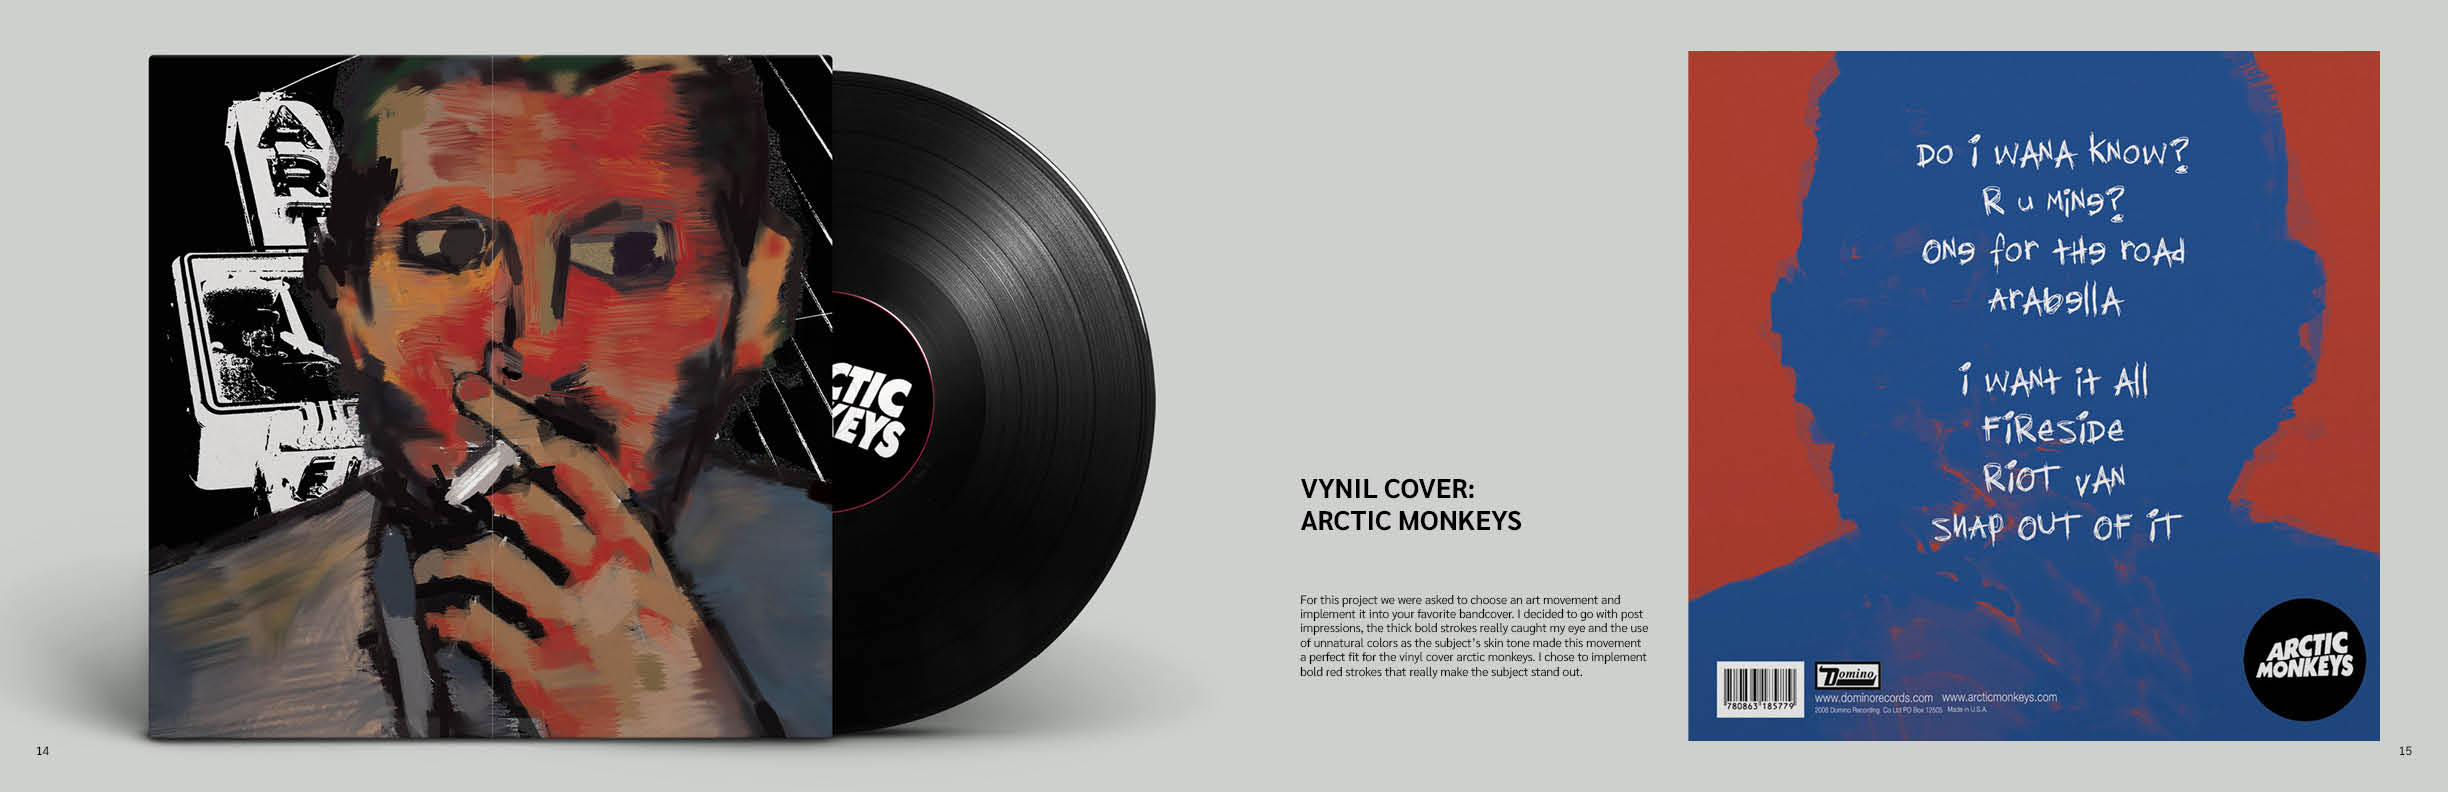 ART
CTIC
KEYS
VYNIL COVER:
ARCTIC MONKEYS
For this project we were asked to choose an art movement and
implement it into your favorite bandcover. I decided to go with post
impressions, the thick bold strokes really caught my eye and the use
of unnatural colors as the subject's skin tone made this movement
a perfect fit for the vinyl cover arctic monkeys. I chose to implement
bold red strokes that really make the subject stand out.
14
Do i WANA KNOW?
R u MiNe?
ONe for tHe roAd
ArAbellA
i WANt it All
FiReSiDe
RiOT vAN
SNAP OUT OF iT
780863 185779
Domino
www.dominorecords.com www.arcticmonkeys.com
2006 Domino Recording Co Ltd PO Box 12505 Made in U.S.A.
ARCTIC
MONKEYS
15